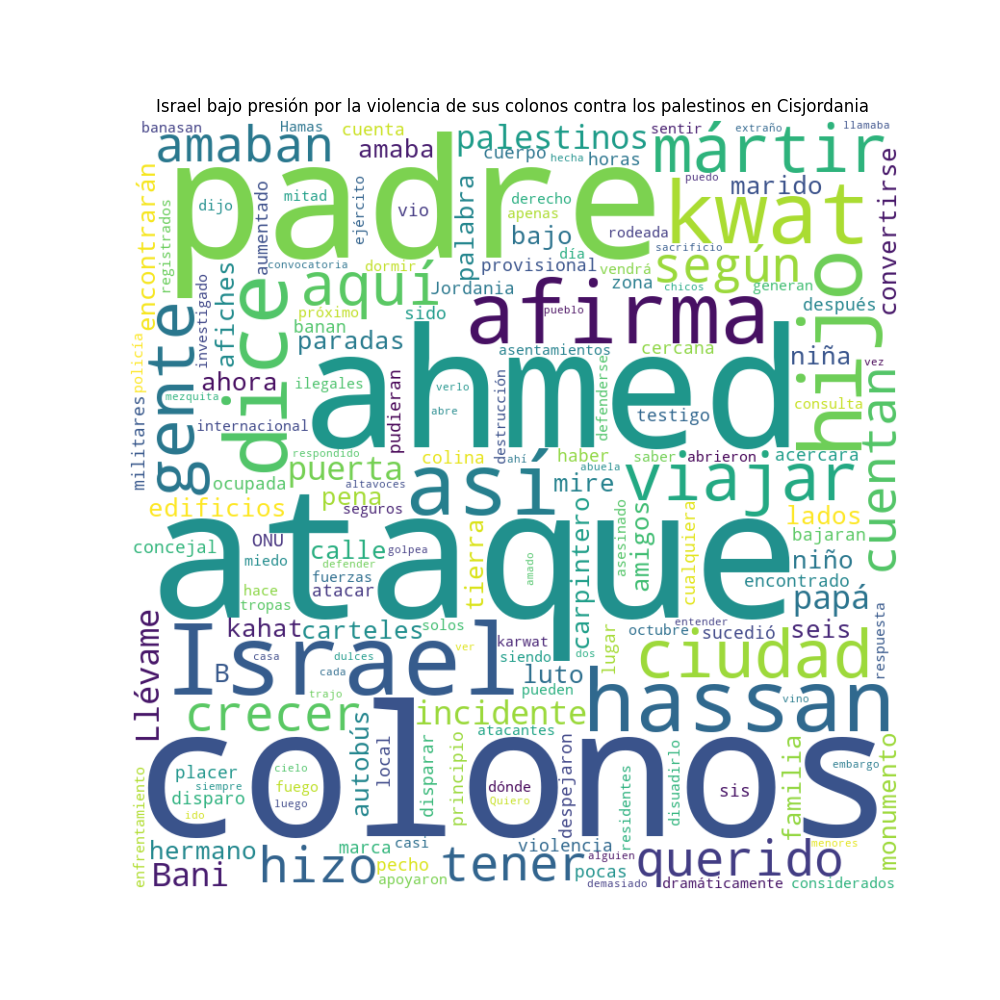 Israel bajo presión por la violencia de sus colonos contra los palestinos en Cisjordania
banasan
Hamas
cuenta
palestinos
sentir
extraño
llamaba
amaban
amaba
cuerpo
hecha
horas
mártir
padre
mitad
dijo
vio
ejército
palabra
derecho
apenas
puedo
marido
convertirse
kwat
encontrarán
registrados
aumentado
convocatoria
dormir
bajo
día
rodeada
sacrificio
provisional
vendrá
según
hijo
zona
chicos
generan
investigado
afiches
aquí
Jordania
próximo
sido
banan
paradas
afirma
pueblo
después
gente
dice
asentamientos
cercana
niña
vez
policía
mezquita
militares
ahora
ilegales
pudieran
verlo
abre
ahmed
destrucción
defenderse
testigo
consulta
cuentan
internacional
respondido
puerta
colina
ahí
haber
saber
abrieron
acercara
ocupada
altavoces
abuela
pena
seguros
así
mire
viajar
edificios
lados
ataque
concejal
ONU
miedo
calle
golpea
defender
fuerzas
atacar
hace
tropas
tierra
amado
carpintero
asesinado
amigos
cualquiera
bajaran
niño
encontrado
papá
Llévame
kahat
carteles
solos
karwat
entender
octubre
sucedió
seis
respuesta
Israel
B
casa
cada
dulces
ver
siendo
dos
lugar
ciudad
trajo
luto
pueden
vino
crecer
incidente
hassan
autobús
local
atacantes
colonos
enfrentamiento
placer
siempre
disparo
ido
cielo
fuego
luego
disparar
principio
dónde
Quiero
despejaron
residentes
disuadirlo
sis
familia
monumento
embargo
hermano
marca
casi
violencia
alguien
menores
Bani
hizo
pecho
apoyaron
tener
pocas
demasiado
querido
dramáticamente
considerados